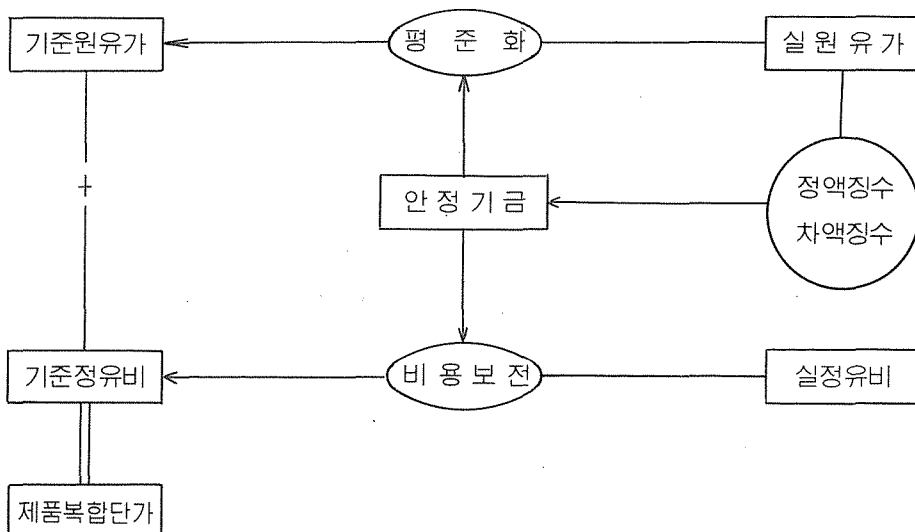 기준원유가
평 준 화
실 원 유 가
+
안 정 기 금
정액징수
차액징수
기준정유비
비 용 보 전
실정유비
제품복합단가